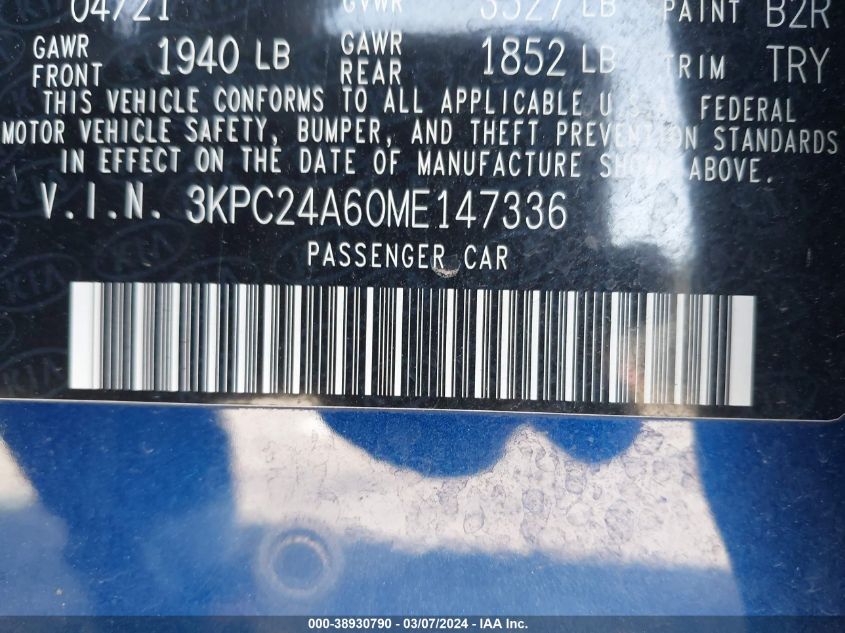 04/21 GVWR 3527 LB PAINT B2R
GAWR FRONT 1940 LB GAWR REAR 1852 LB TRIM TRY
THIS VEHICLE CONFORMS TO ALL APPLICABLE U.S.A. FEDERAL
MOTOR VEHICLE SAFETY, BUMPER, AND THEFT PREVENTION STANDARDS
IN EFFECT ON THE DATE OF MANUFACTURE SHOWN ABOVE.
V.I.N. 3KPC24A60ME147336
PASSENGER CAR
000-38930790 - 03/07/2024 - IAA Inc.